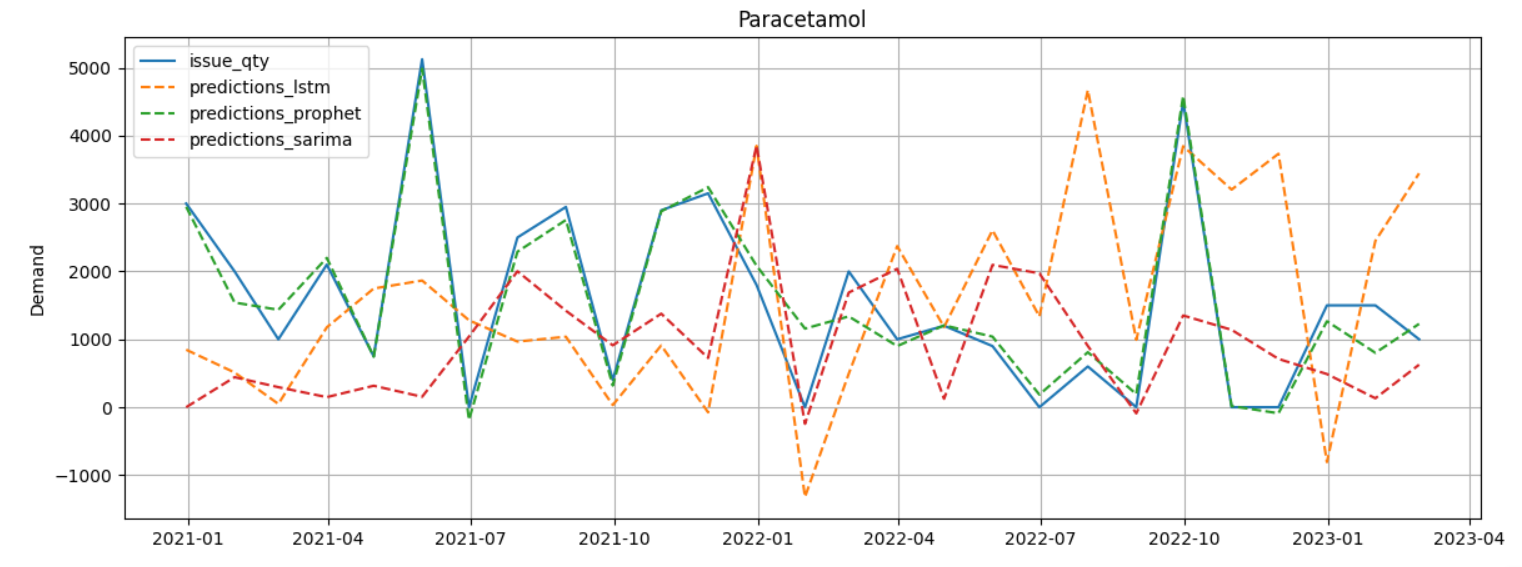 Paracetamol
issue_qty
predictions_lstm
predictions_prophet
predictions_sarima
Demand
5000
4000
3000
2000
1000
0
−1000
2021-01 2021-04 2021-07 2021-10 2022-01 2022-04 2022-07 2022-10 2023-01 2023-04